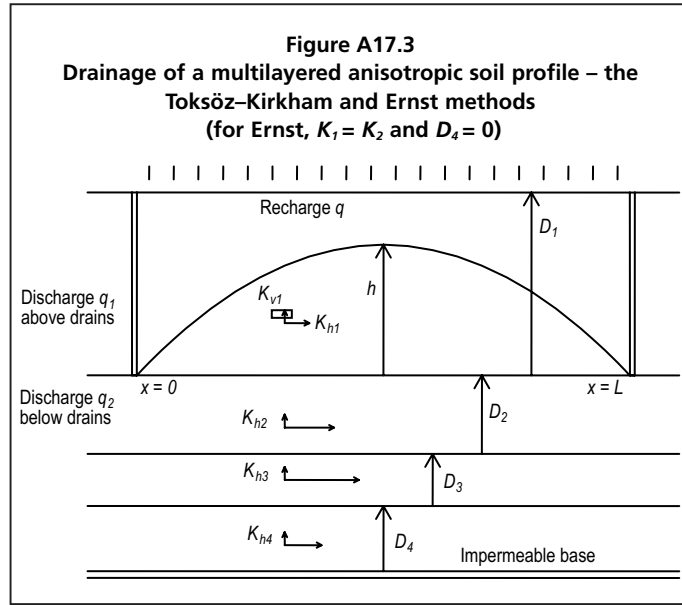 Figure A17.3
Drainage of a multilayered anisotropic soil profile – the
Toksöz–Kirkham and Ernst methods
(for Ernst, K₁ = K₂ and D₄ = 0)
Recharge q
D₁
Discharge q₁
above drains
Kᵥ₁
h
Kₕ₁
x = 0
x = L
Discharge q₂
below drains
Kₕ₂
D₂
Kₕ₃
D₃
Kₕ₄
D₄
Impermeable base